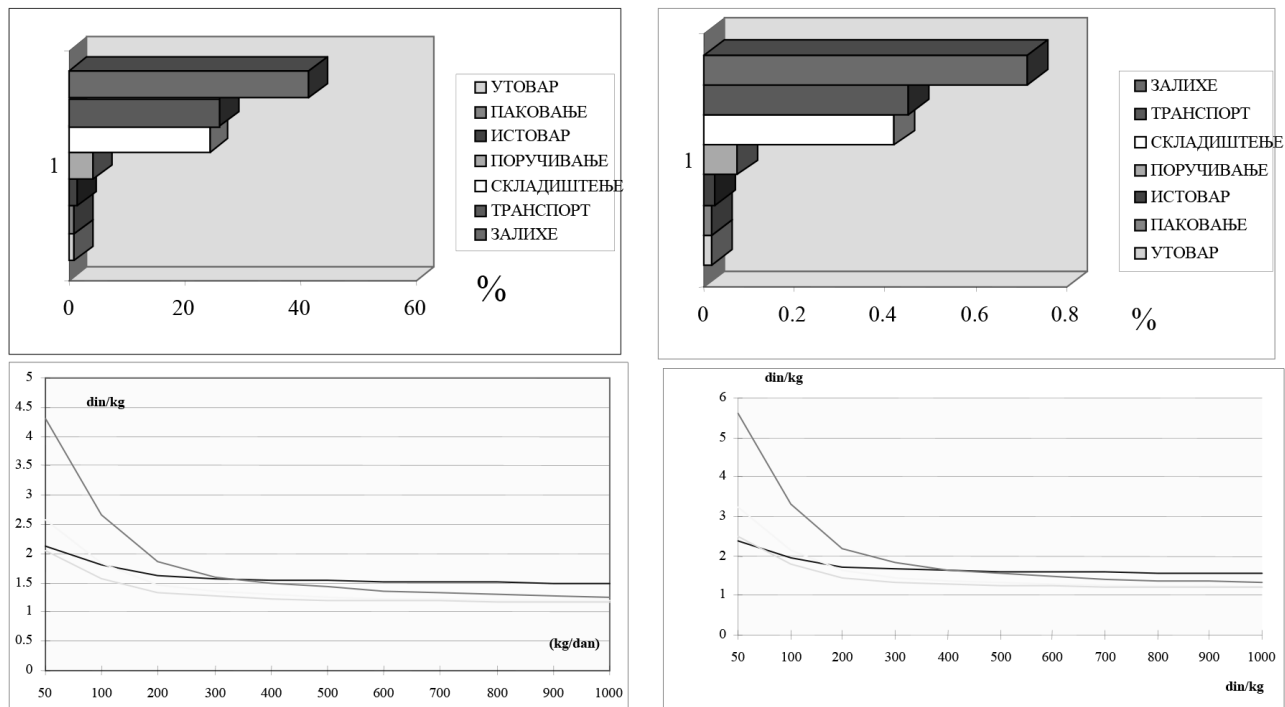 УТОВАР
ПАКОВАЊЕ
ИСТОВАР
ПОРУЧИВАЊЕ
СКЛАДИШТЕЊЕ
ТРАНСПОРТ
ЗАЛИХЕ
1
0 20 40 60
%
ЗАЛИХЕ
ТРАНСПОРТ
СКЛАДИШТЕЊЕ
ПОРУЧИВАЊЕ
ИСТОВАР
ПАКОВАЊЕ
УТОВАР
1
0 0.2 0.4 0.6 0.8
%
5
din/kg
4.5
4
3.5
3
2.5
2
1.5
1
(kg/dan)
0.5
0
50 100 200 300 400 500 600 700 800 900 1000
din/kg
6
5
4
3
2
1
0
50 100 200 300 400 500 600 700 800 900 1000
din/kg